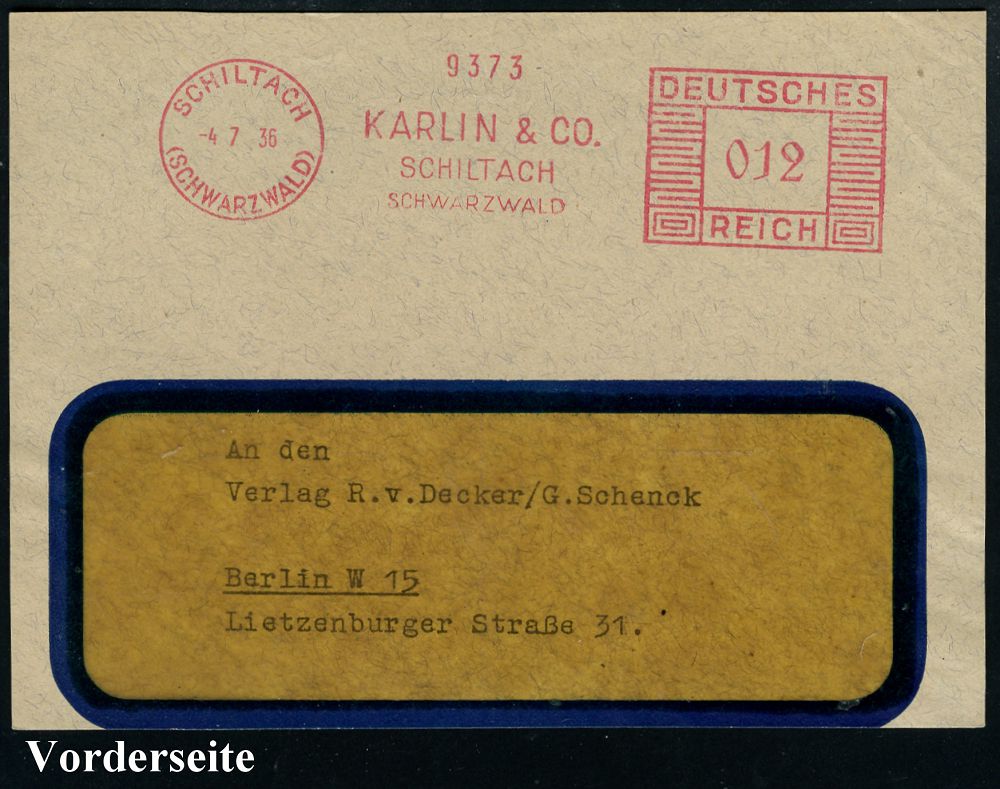 SCHILTACH
(SCHWARZWALD)
-4 7 36
9373
KARLIN & CO.
SCHILTACH
SCHWARZWALD
DEUTSCHES
012
REICH
An den
Verlag R.v.Decker/G.Schenck
Berlin W 15
Lietzenburger Straße 31.
Vorderseite